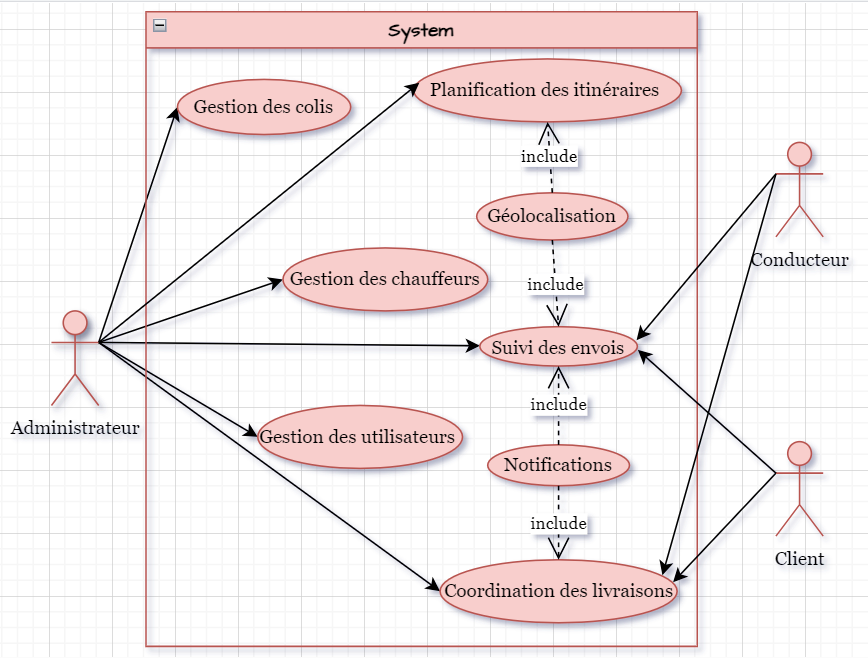 System
Gestion des colis
Planification des itinéraires
include
Géolocalisation
Conducteur
Gestion des chauffeurs
include
Suivi des envois
Administrateur
include
Gestion des utilisateurs
Notifications
include
Client
Coordination des livraisons